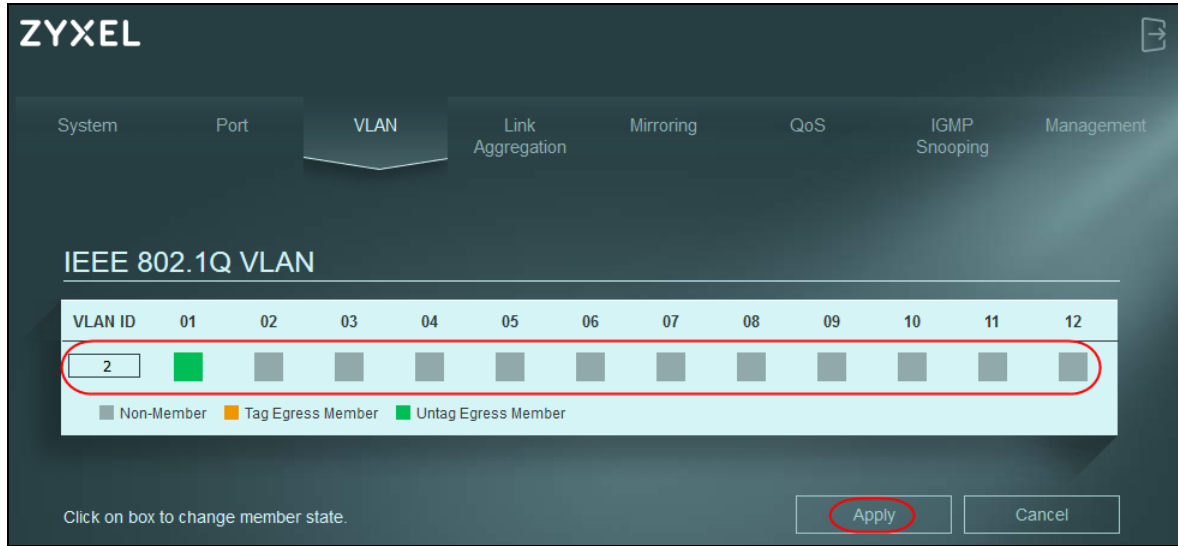 ZYXEL
System Port VLAN Link Aggregation Mirroring QoS IGMP Snooping Management
IEEE 802.1Q VLAN
VLAN ID 01 02 03 04 05 06 07 08 09 10 11 12
2
Non-Member Tag Egress Member Untag Egress Member
Click on box to change member state. Apply Cancel